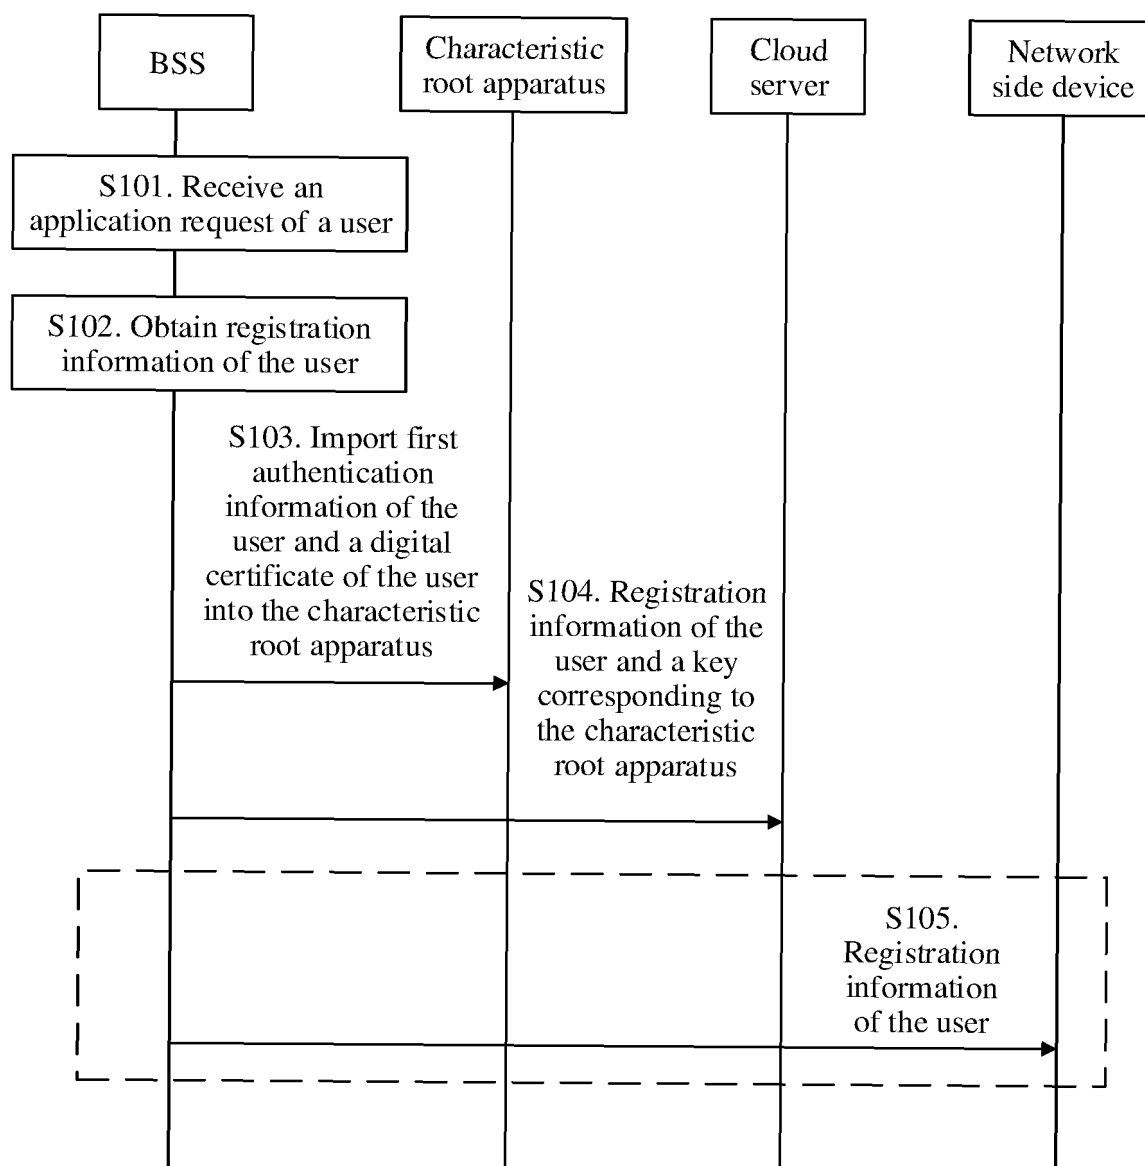 BSS
Characteristic
root apparatus
Cloud
server
Network
side device
S101. Receive an
application request of a user
S102. Obtain registration
information of the user
S103. Import first
authentication
information of the
user and a digital
certificate of the user
into the characteristic
root apparatus
S104. Registration
information of the
user and a key
corresponding to
the characteristic
root apparatus
S105.
Registration
information
of the user